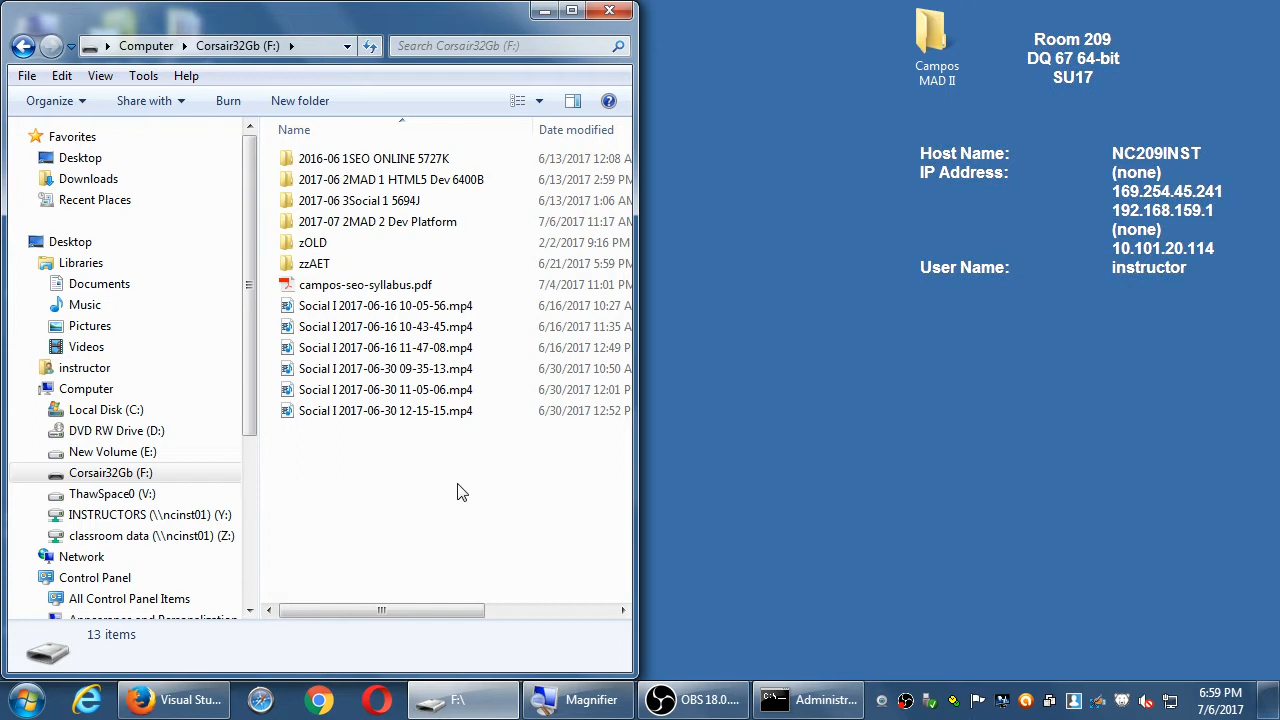 Computer Corsair32Gb (F:)
Search Corsair32Gb (F:)
File Edit View Tools Help
Organize Share with Burn New folder
Name Date modified
Favorites
Desktop
Downloads
Recent Places
Desktop
Libraries
Documents
Music
Pictures
Videos
instructor
Computer
Local Disk (C:)
DVD RW Drive (D:)
New Volume (E:)
Corsair32Gb (F:)
ThawSpace0 (V:)
INSTRUCTORS (\\ncinst01) (Y:)
classroom data (\\ncinst01) (Z:)
Network
Control Panel
All Control Panel Items
Appearance and Personalization
2016-06 1SEO ONLINE 5727K 6/13/2017 12:08 A
2017-06 2MAD 1 HTML5 Dev 6400B 6/13/2017 2:59 PM
2017-06 3Social 1 5694J 6/13/2017 1:06 AM
2017-07 2MAD 2 Dev Platform 7/6/2017 11:17 AM
zOLD 2/2/2017 9:16 PM
zzAET 6/21/2017 5:59 PM
campos-seo-syllabus.pdf 7/4/2017 11:01 PM
Social I 2017-06-16 10-05-56.mp4 6/16/2017 10:27 A
Social I 2017-06-16 10-43-45.mp4 6/16/2017 11:35 A
Social I 2017-06-16 11-47-08.mp4 6/16/2017 12:49 P
Social I 2017-06-30 09-35-13.mp4 6/30/2017 10:50 A
Social I 2017-06-30 11-05-06.mp4 6/30/2017 12:01 P
Social I 2017-06-30 12-15-15.mp4 6/30/2017 12:52 P
13 items
Campos
MAD II
Room 209
DQ 67 64-bit
SU17
Host Name: NC209INST
IP Address: (none)
169.254.45.241
192.168.159.1
(none)
10.101.20.114
User Name: instructor
Visual Stu...
F:\
Magnifier
OBS 18.0....
C:\
Administr...
6:59 PM
7/6/2017